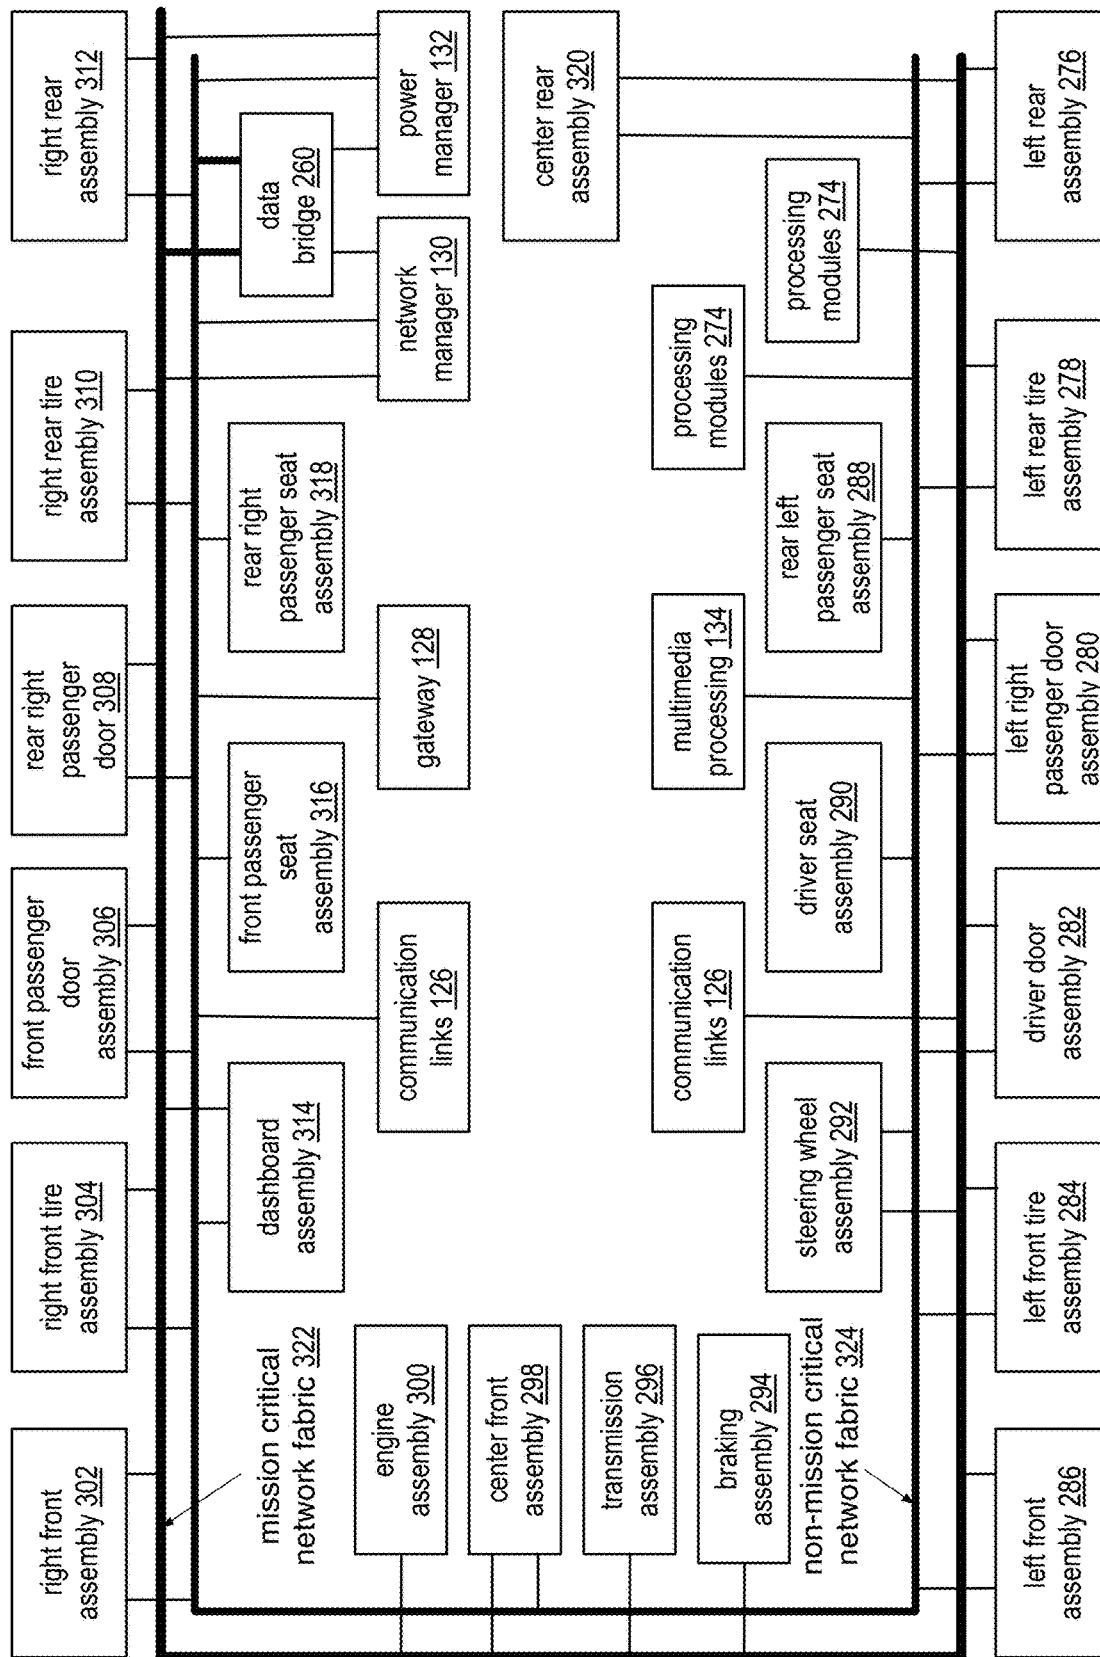 right front
assembly 302
right front tire
assembly 304
front passenger
door
assembly 306
rear right
passenger
door 308
right rear tire
assembly 310
right rear
assembly 312
mission critical
network fabric 322
dashboard
assembly 314
front passenger
seat
assembly 316
rear right
passenger seat
assembly 318
data
bridge 260
engine
assembly 300
communication
links 126
gateway 128
network
manager 130
power
manager 132
center front
assembly 298
center rear
assembly 320
transmission
assembly 296
communication
links 126
multimedia
processing 134
processing
modules 274
braking
assembly 294
steering wheel
assembly 292
driver seat
assembly 290
rear left
passenger seat
assembly 288
processing
modules 274
non-mission critical
network fabric 324
left front
assembly 286
left front tire
assembly 284
driver door
assembly 282
left right
passenger door
assembly 280
left rear tire
assembly 278
left rear
assembly 276